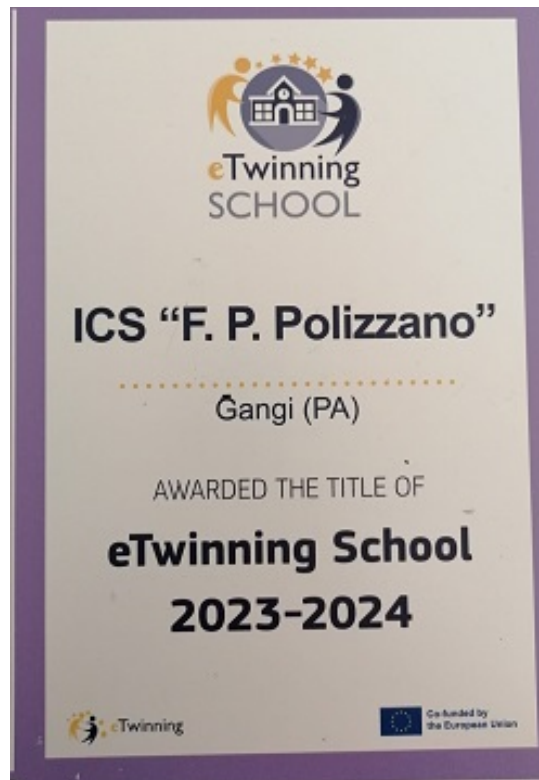 eTwinning
SCHOOL
ICS “F. P. Polizzano”
Gangi (PA)
AWARDED THE TITLE OF
eTwinning School
2023-2024
eTwinning
Co-funded by
the European Union